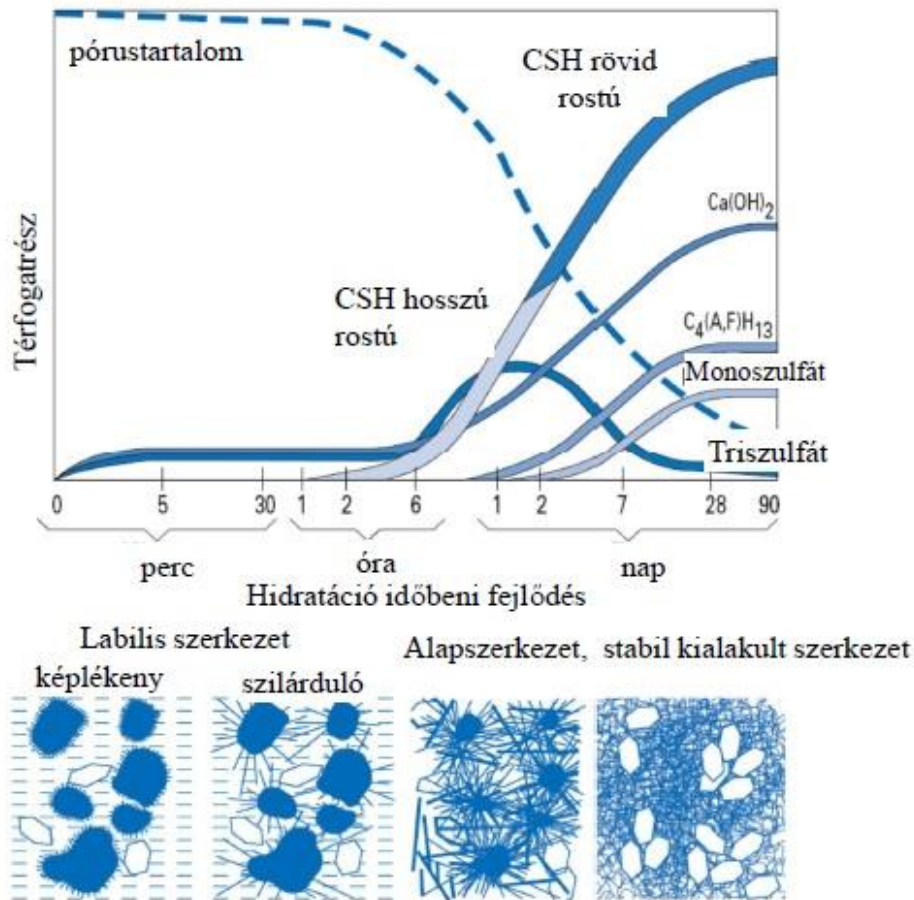 pórustartalom
CSH rövid
rostú
Térfogatrész
Ca(OH)2
CSH hosszú
rostú
C4(A,F)H13
Monoszulfát
Triszulfát
0 5 30 1 2 6 1 2 7 28 90
perc óra nap
Hidratáció időbeni fejlődés
Labilis szerkezet
Alapszerkezet, stabil kialakult szerkezet
képlékeny szilárduló